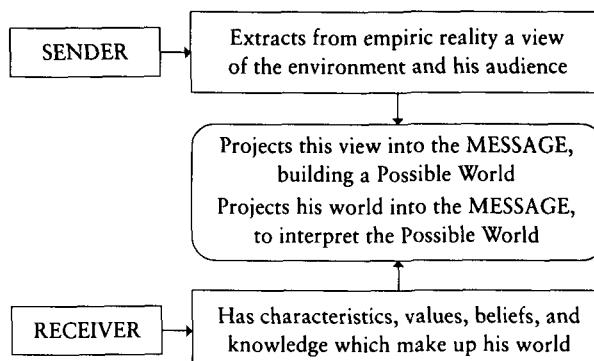 SENDER
Extracts from empiric reality a view
of the environment and his audience
Projects this view into the MESSAGE,
building a Possible World
Projects his world into the MESSAGE,
to interpret the Possible World
RECEIVER
Has characteristics, values, beliefs, and
knowledge which make up his world